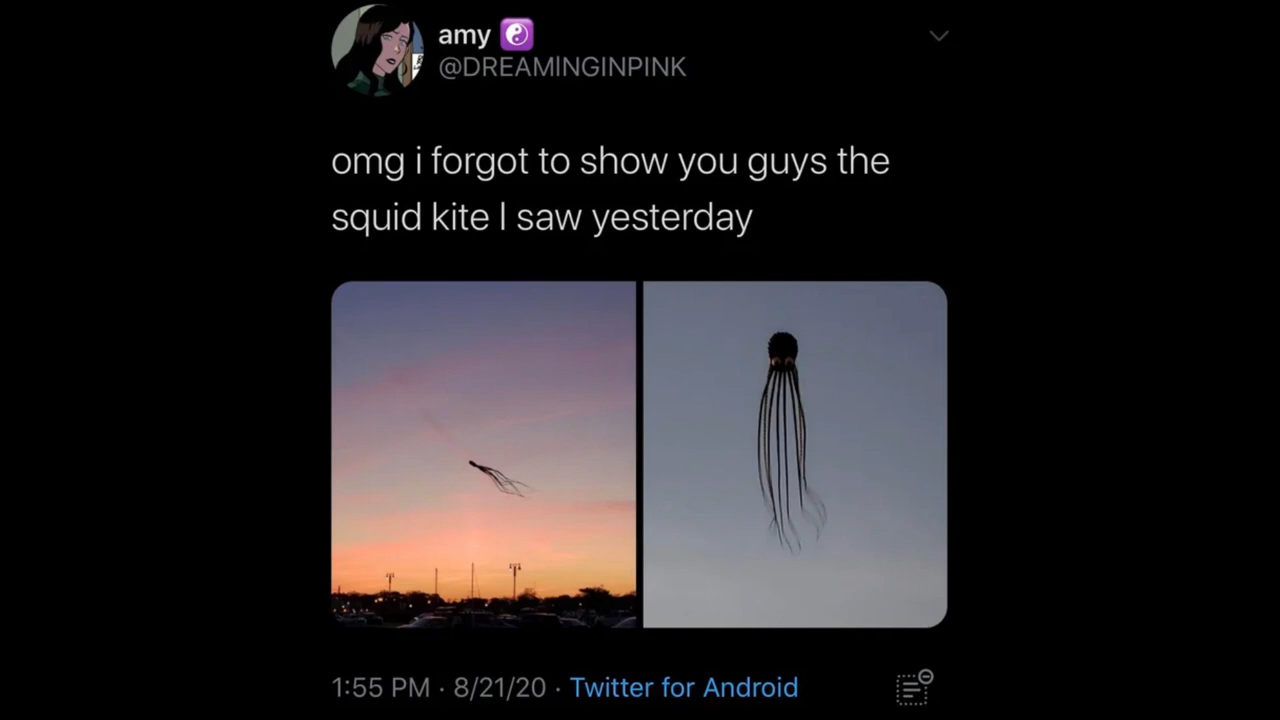 amy ☯️
@DREAMINGINPINK
omg i forgot to show you guys the
squid kite I saw yesterday
1:55 PM · 8/21/20 · Twitter for Android